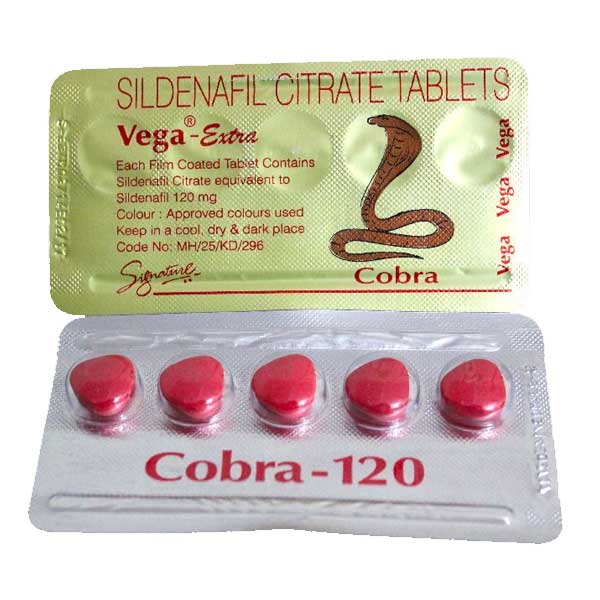 SILDENAFIL CITRATE TABLETS
Vega®-Extra
Each Film Coated Tablet Contains
Sildenafil Citrate equivalent to
Sildenafil 120 mg
Colour : Approved colours used
Keep in a cool, dry & dark place
Code No: MH/25/KD/296
Signature
Cobra
Vega Vega Vega Vega
Cobra-120